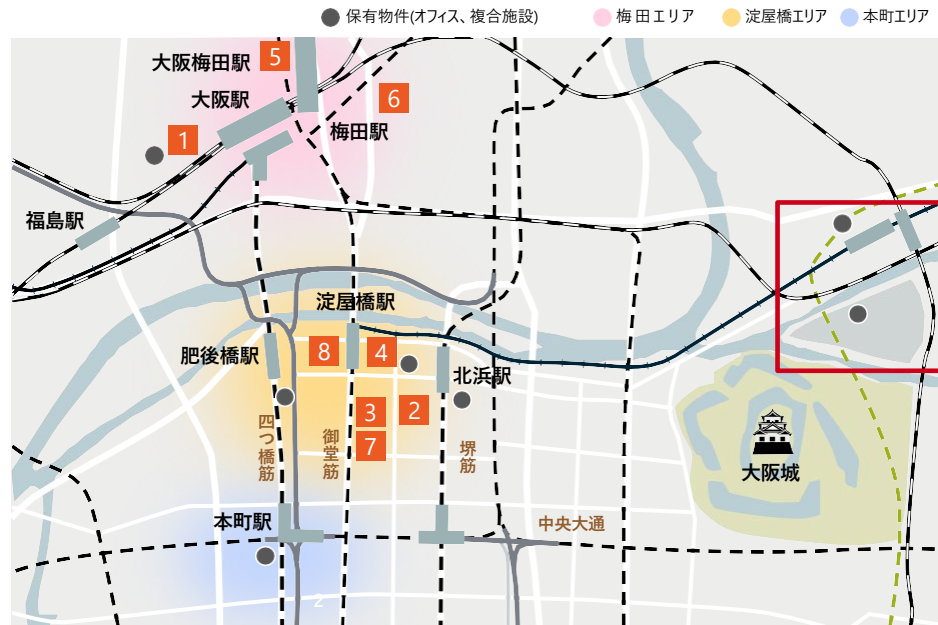 保有物件(オフィス、複合施設)
梅田エリア
淀屋橋エリア
本町エリア
大阪梅田駅
5
大阪駅
6
1
梅田駅
福島駅
淀屋橋駅
肥後橋駅
8
4
北浜駅
3
2
7
四つ橋筋
御堂筋
堺筋
大阪城
本町駅
中央大通
2